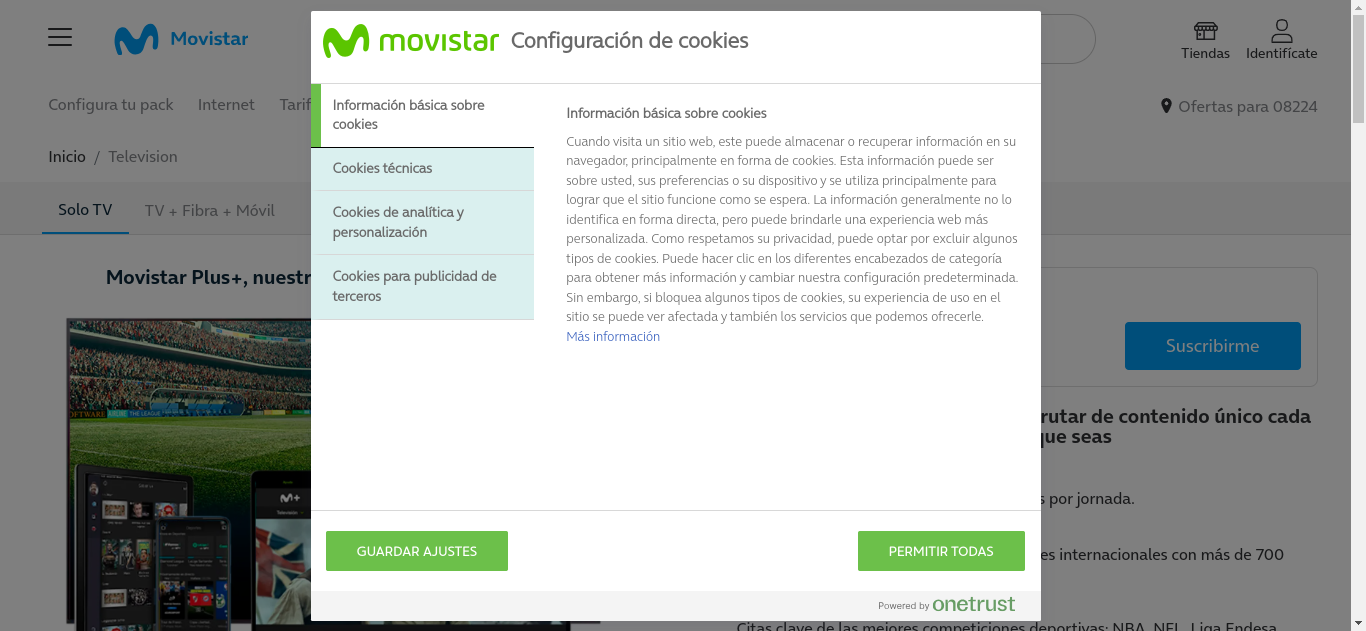 movistar Configuración de cookies
Movistar
Tiendas
Identifícate
Configura tu pack
Internet
Tarif
Ofertas para 08224
Inicio / Television
Solo TV
TV + Fibra + Móvil
Información básica sobre
cookies
Cookies técnicas
Cookies de analítica y
personalización
Cookies para publicidad de
terceros
Información básica sobre cookies
Cuando visita un sitio web, este puede almacenar o recuperar información en su
navegador, principalmente en forma de cookies. Esta información puede ser
sobre usted, sus preferencias o su dispositivo y se utiliza principalmente para
lograr que el sitio funcione como se espera. La información generalmente no lo
identifica en forma directa, pero puede brindarle una experiencia web más
personalizada. Como respetamos su privacidad, puede optar por excluir algunos
tipos de cookies. Puede hacer clic en los diferentes encabezados de categoría
para obtener más información y cambiar nuestra configuración predeterminada.
Sin embargo, si bloquea algunos tipos de cookies, su experiencia de uso en el
sitio se puede ver afectada y también los servicios que podemos ofrecerle.
Más información
Movistar Plus+, nuestr
Suscribirme
rutar de contenido único cada
que seas
s por jornada.
es internacionales con más de 700
GUARDAR AJUSTES
PERMITIR TODAS
Powered by onetrust
Citas clave de las mejores competiciones deportivas: NBA, NFL, Liga Endesa,